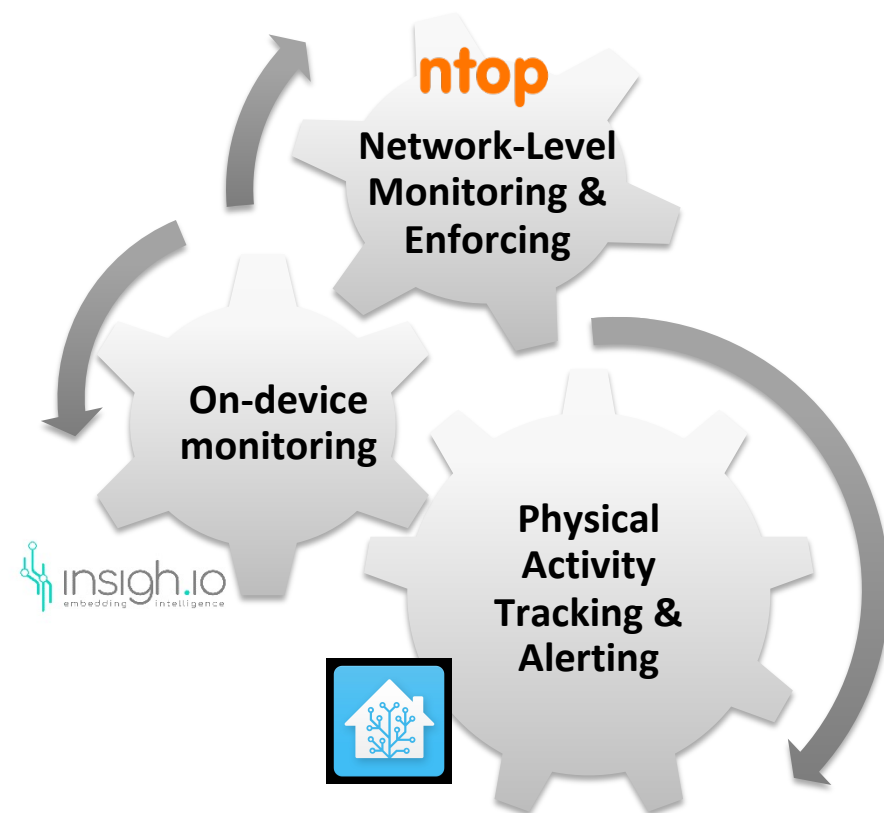 ntop
Network-Level
Monitoring &
Enforcing
On-device
monitoring
insigh.io
embedding intelligence
Physical
Activity
Tracking &
Alerting